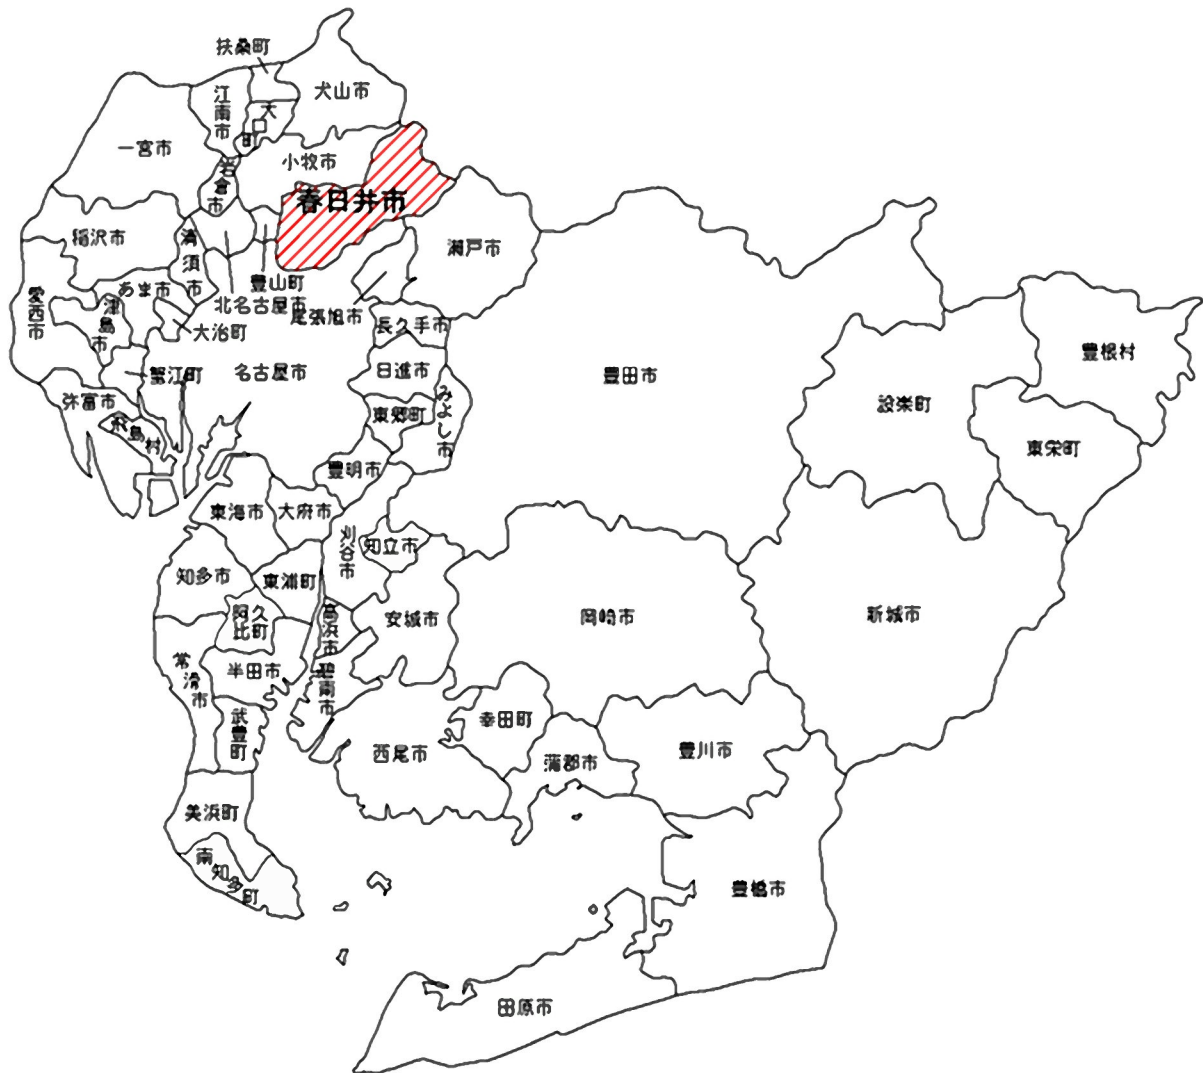 扶桑町
犬山市
江南市
大口町
一宮市
小牧市
岩倉市
春日井市
稲沢市
清須市
瀬戸市
豊山町
あま市
北名古屋市
尾張旭市
愛西市
津島市
大治町
長久手市
蟹江町
名古屋市
日進市
豊田市
豊根村
設楽町
弥富市
飛島村
東郷町
みよし市
東栄町
豊明市
東海市
大府市
刈谷市
知立市
知多市
東浦町
阿久比町
高浜市
安城市
岡崎市
新城市
常滑市
半田市
碧南市
武豊町
西尾市
幸田町
蒲郡市
豊川市
美浜町
南知多町
豊橋市
田原市